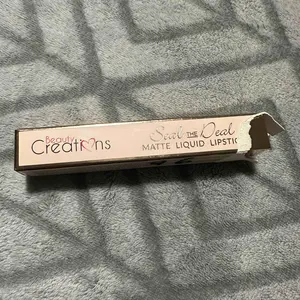 Beauty
Creations
Seal THE Deal
MATTE LIQUID LIPSTIC